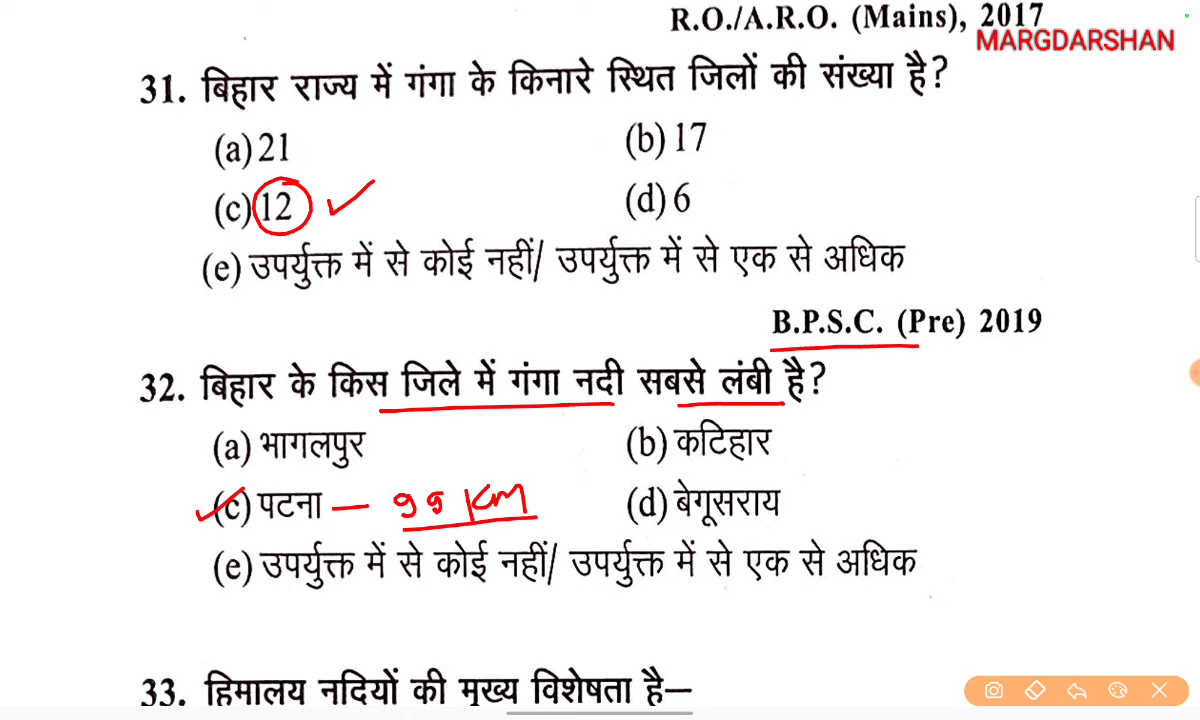 R.O./A.R.O. (Mains), 2017
MARGDARSHAN
31. बिहार राज्य में गंगा के किनारे स्थित जिलों की संख्या है?
(a) 21 (b) 17
(c) 12 (d) 6
(e) उपर्युक्त में से कोई नहीं/ उपर्युक्त में से एक से अधिक
B.P.S.C. (Pre) 2019
32. बिहार के किस जिले में गंगा नदी सबसे लंबी है?
(a) भागलपुर (b) कटिहार
(c) पटना – 99 KM (d) बेगूसराय
(e) उपर्युक्त में से कोई नहीं/ उपर्युक्त में से एक से अधिक
33. हिमालय नदियों की मुख्य विशेषता है–